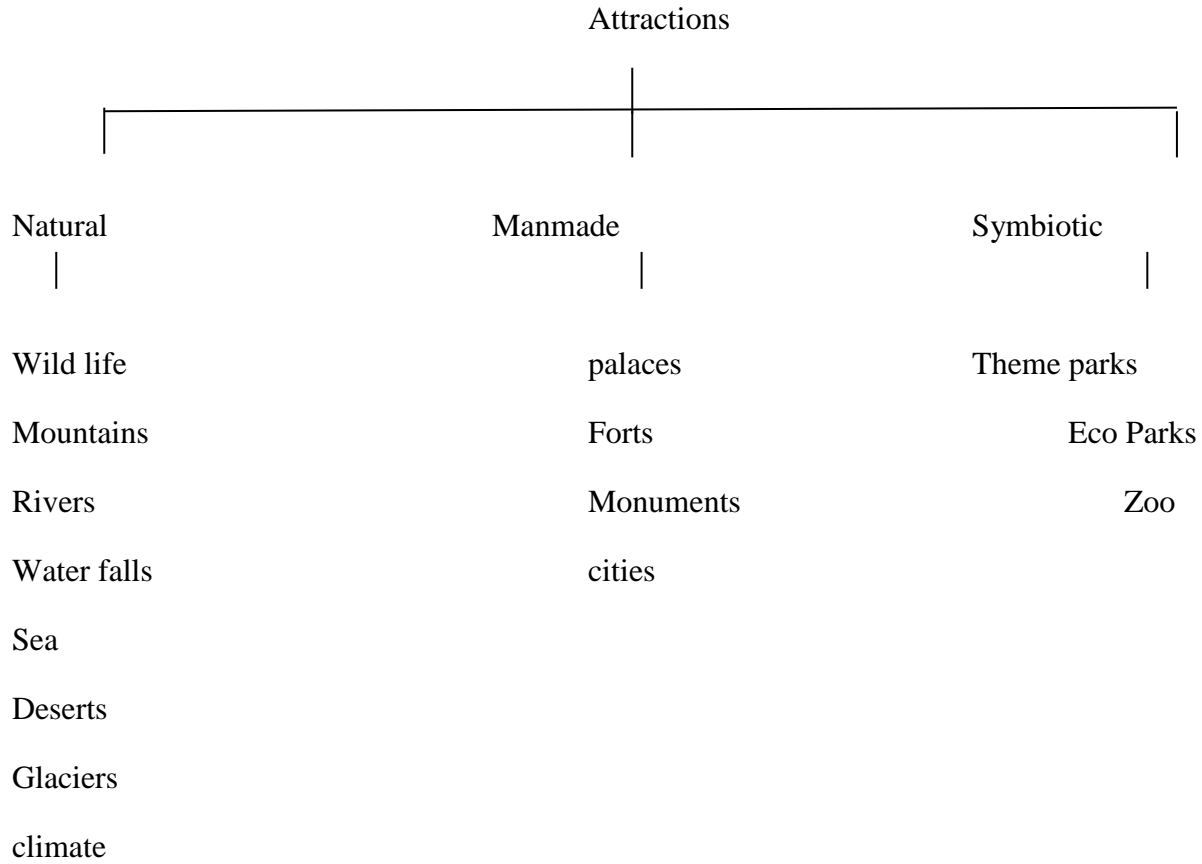 Attractions
Natural Manmade Symbiotic
Wild life palaces Theme parks
Mountains Forts Eco Parks
Rivers Monuments Zoo
Water falls cities
Sea
Deserts
Glaciers
climate